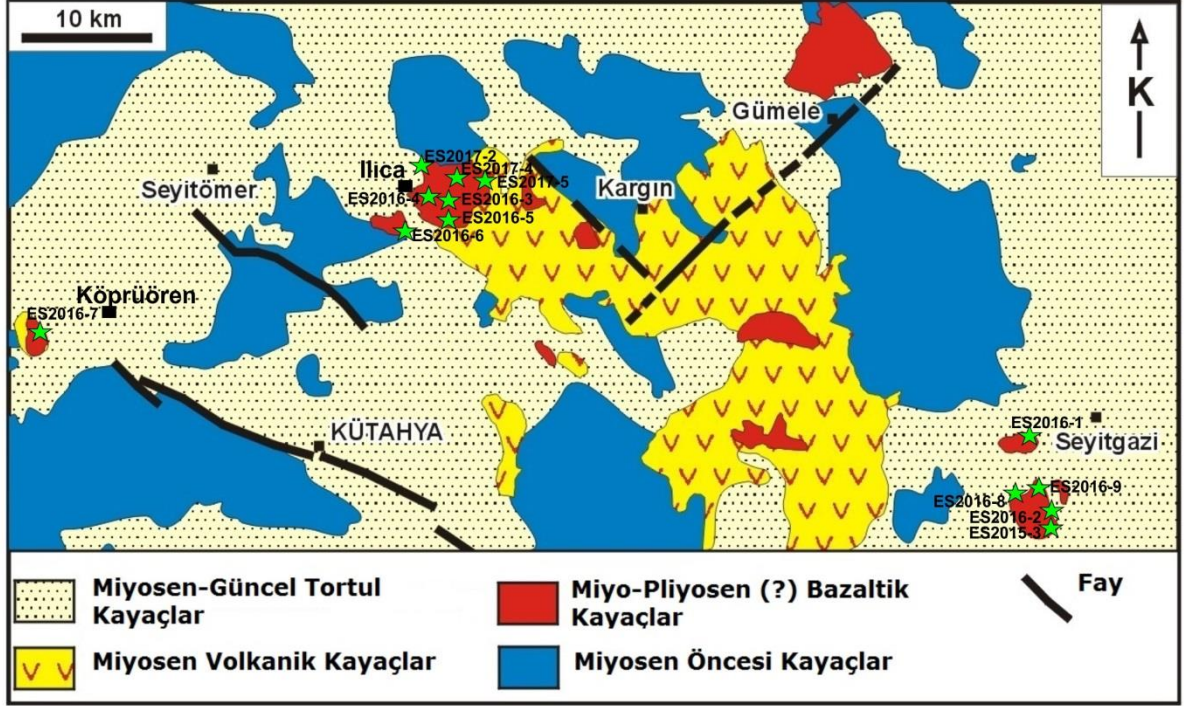 10 km
K
Gümele
ES2017-2
Ilıca
ES2017-4
ES2017-5
Seyitömer
Kargın
ES2016-4
ES2016-3
ES2016-5
ES2016-6
Köprüören
ES2016-7
ES2016-1
KÜTAHYA
Seyitgazi
ES2016-9
ES2016-8
ES2016-2
ES2015-3
Miyosen-Güncel Tortul
Kayaçlar
Miyo-Pliyosen (?) Bazaltik
Kayaçlar
Fay
Miyosen Volkanik Kayaçlar
Miyosen Öncesi Kayaçlar